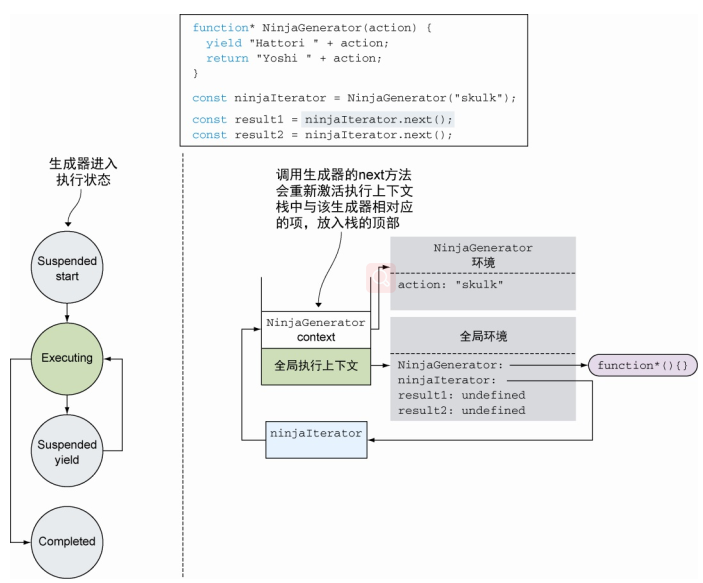 function* NinjaGenerator(action) {
  yield "Hattori " + action;
  return "Yoshi " + action;
}
const ninjaIterator = NinjaGenerator("skulk");
const result1 = ninjaIterator.next();
const result2 = ninjaIterator.next();
生成器进入
执行状态
Suspended
start
Executing
Suspended
yield
Completed
调用生成器的next方法
会重新激活执行上下文
栈中与该生成器相对应
的项，放入栈的顶部
NinjaGenerator
context
全局执行上下文
ninjaIterator
NinjaGenerator
环境
action: "skulk"
全局环境
NinjaGenerator:
ninjaIterator:
result1: undefined
result2: undefined
function*(){}